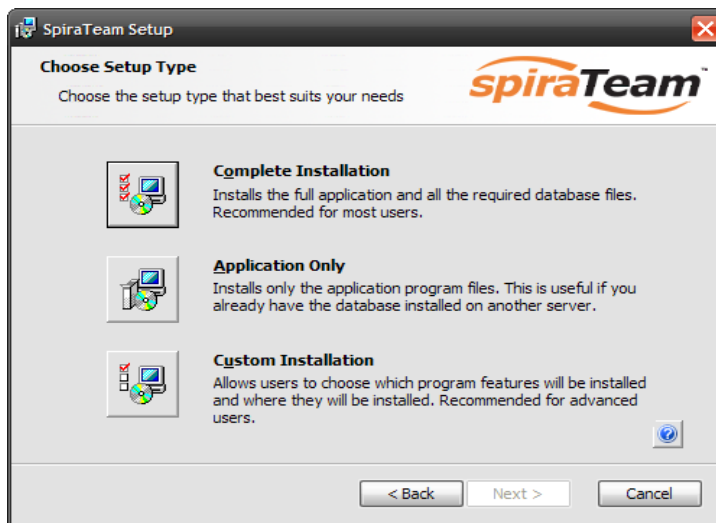 SpiraTeam Setup
Choose Setup Type
Choose the setup type that best suits your needs
spiraTeam™
Complete Installation
Installs the full application and all the required database files.
Recommended for most users.
Application Only
Installs only the application program files. This is useful if you
already have the database installed on another server.
Custom Installation
Allows users to choose which program features will be installed
and where they will be installed. Recommended for advanced
users.
< Back
Next >
Cancel